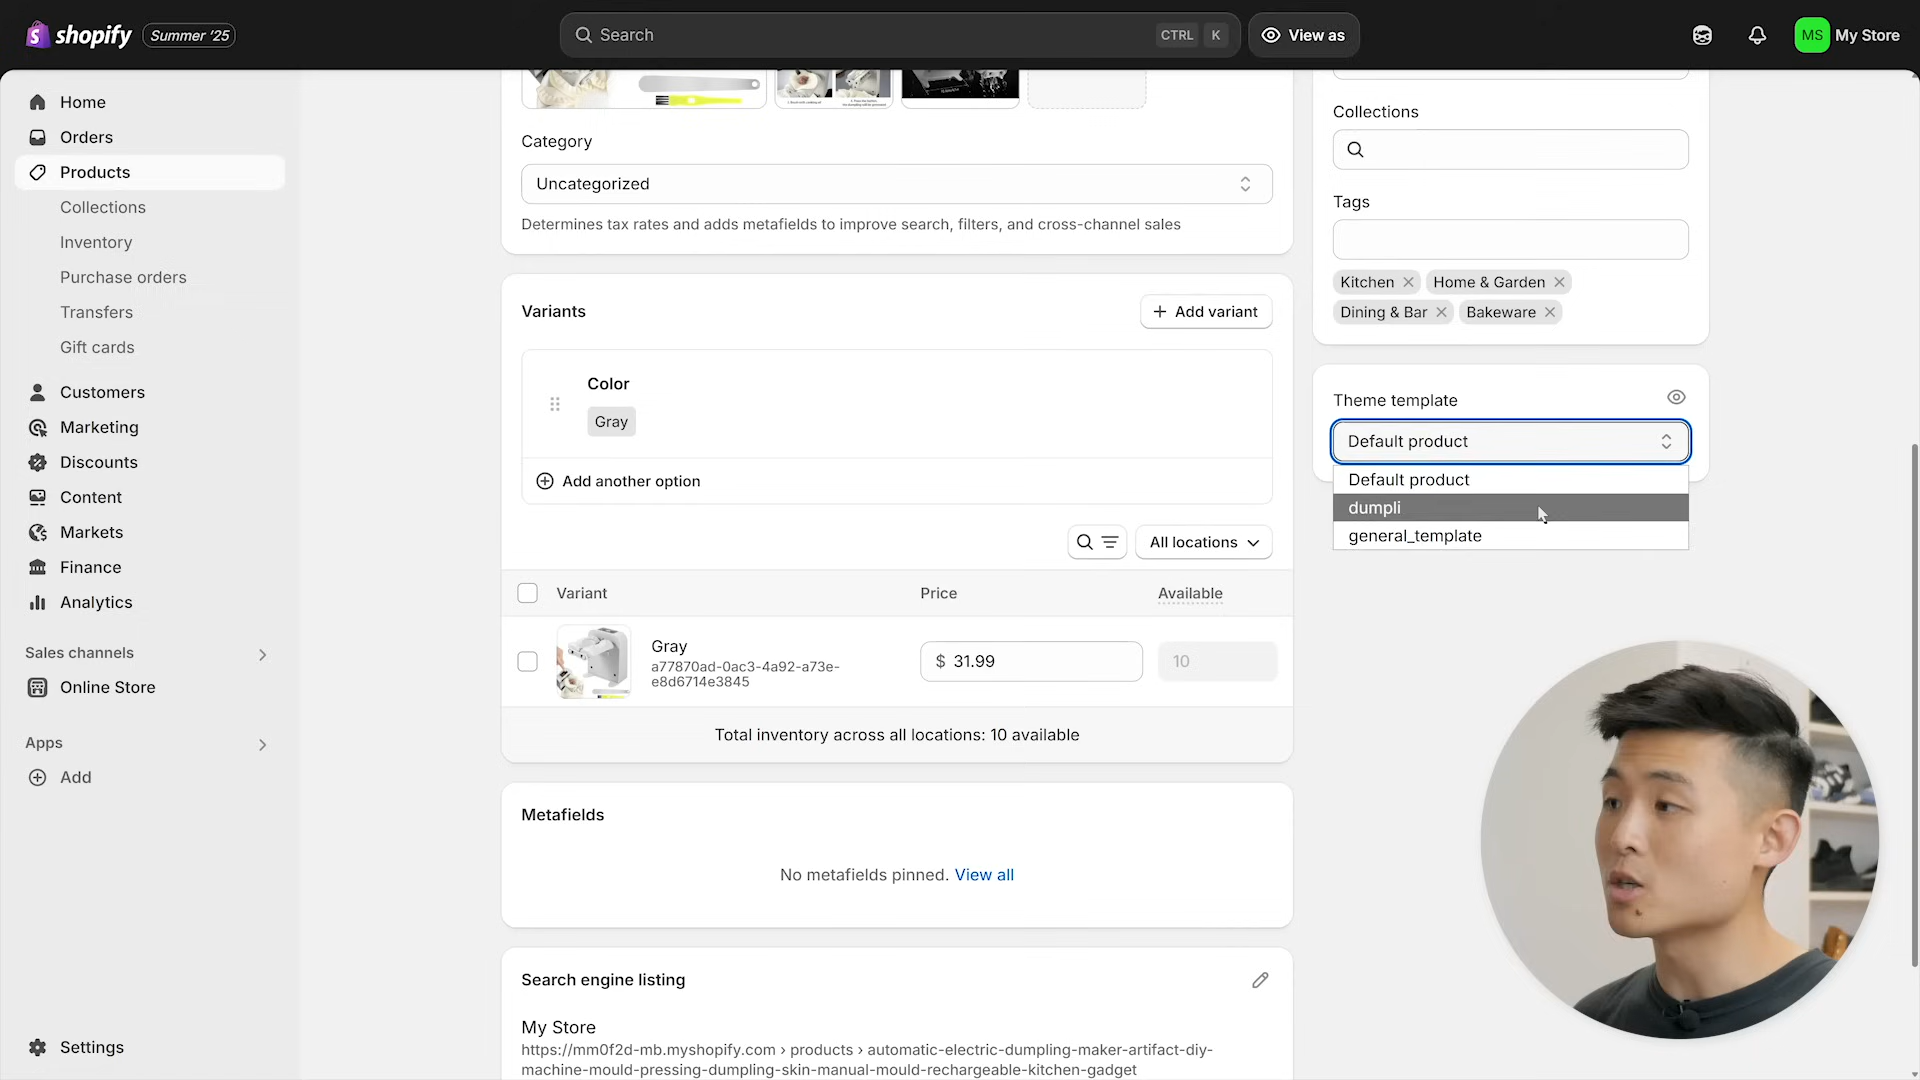 shopify Summer '25
Search CTRL K
View as
MS My Store
Home
Orders
Products
Collections
Inventory
Purchase orders
Transfers
Gift cards
Customers
Marketing
Discounts
Content
Markets
Finance
Analytics
Sales channels
Online Store
Apps
Add
Settings
Category
Uncategorized
Determines tax rates and adds metafields to improve search, filters, and cross-channel sales
Variants
Add variant
Color
Gray
Add another option
All locations
Variant Price Available
Gray
a77870ad-0ac3-4a92-a73e-
e8d6714e3845
$ 31.99
10
Total inventory across all locations: 10 available
Metafields
No metafields pinned. View all
Search engine listing
My Store
https://mm0f2d-mb.myshopify.com › products › automatic-electric-dumpling-maker-artifact-diy-
machine-mould-pressing-dumpling-skin-manual-mould-rechargeable-kitchen-gadget
Collections
Tags
Kitchen Home & Garden
Dining & Bar Bakeware
Theme template
Default product
Default product
dumpli
general_template